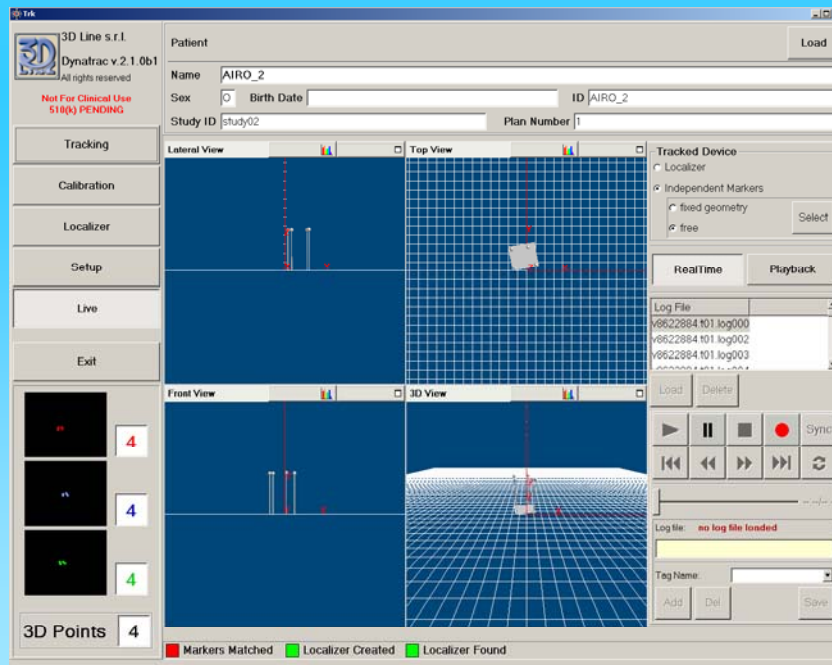 Trk
3D Line s.r.l.
Dynatrac v.2.1.0b1
All rights reserved
Not For Clinical Use
510(k) PENDING
Tracking
Calibration
Localizer
Setup
Live
Exit
4
4
4
3D Points 4
Patient
Load
Name AIRO_2
Sex O Birth Date ID AIRO_2
Study ID study02 Plan Number 1
Lateral View
Top View
Front View
3D View
Tracked Device
Localizer
Independent Markers
fixed geometry
free
Select
RealTime Playback
Log File
v8622884.t01.log000
v8622884.t01.log002
v8622884.t01.log003
Load Delete
Sync
Log file: no log file loaded
Tag Name:
Add Del Save
Markers Matched Localizer Created Localizer Found